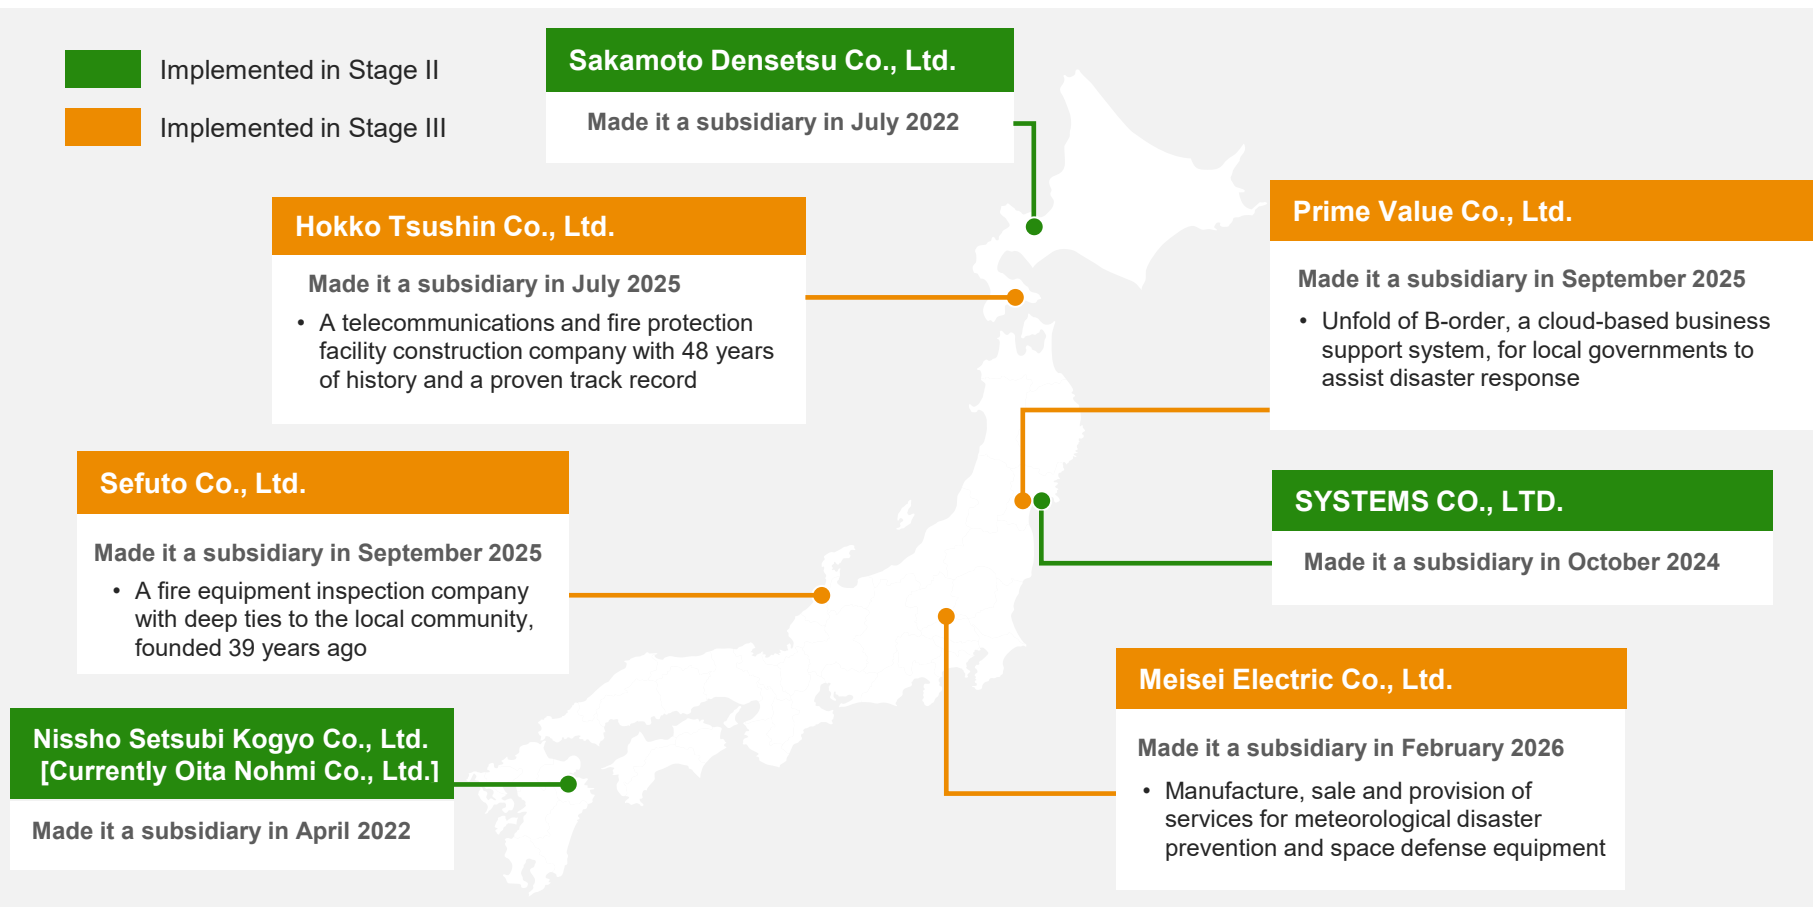 Implemented in Stage II
Implemented in Stage III
Sakamoto Densetsu Co., Ltd.
Made it a subsidiary in July 2022
Hokko Tsushin Co., Ltd.
Made it a subsidiary in July 2025
• A telecommunications and fire protection
facility construction company with 48 years
of history and a proven track record
Prime Value Co., Ltd.
Made it a subsidiary in September 2025
• Unfold of B-order, a cloud-based business
support system, for local governments to
assist disaster response
Sefuto Co., Ltd.
Made it a subsidiary in September 2025
• A fire equipment inspection company
with deep ties to the local community,
founded 39 years ago
SYSTEMS CO., LTD.
Made it a subsidiary in October 2024
Meisei Electric Co., Ltd.
Made it a subsidiary in February 2026
• Manufacture, sale and provision of
services for meteorological disaster
prevention and space defense equipment
Nissho Setsubi Kogyo Co., Ltd.
[Currently Oita Nohmi Co., Ltd.]
Made it a subsidiary in April 2022